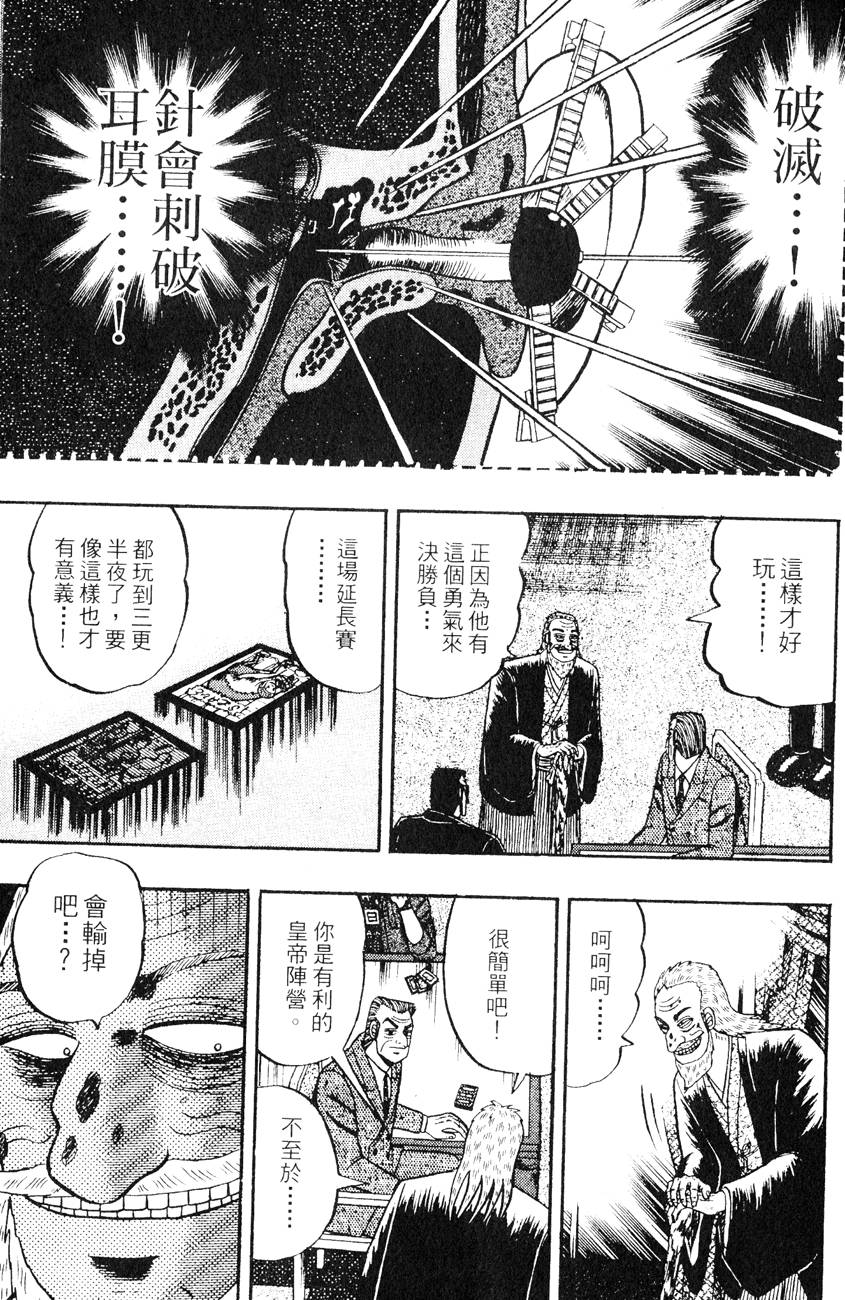 破滅…！
針會刺破
耳膜……！
這樣才好
玩……！
正因為他有
這個勇氣來
決勝負…
這場延長賽
………
都玩到三更
半夜了，要
像這樣也才
有意義…！
呵呵呵……
很簡單吧！
你是有利的
皇帝陣營。
不至於……
會輸掉
吧…？